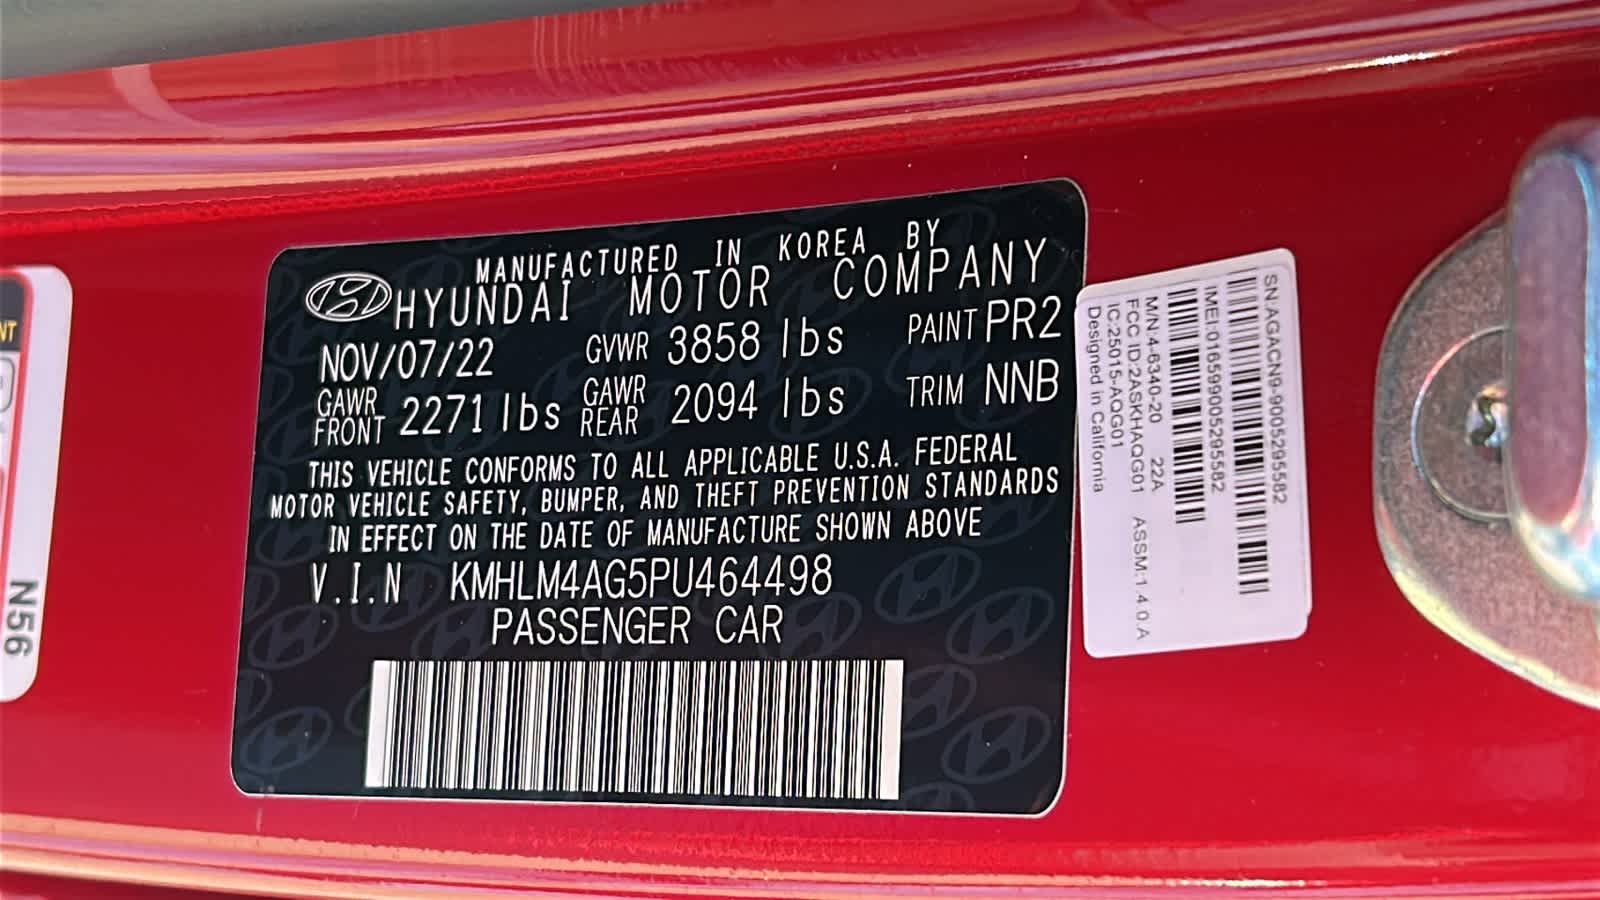 MANUFACTURED IN KOREA BY
HYUNDAI MOTOR COMPANY
NOV/07/22 GVWR 3858 lbs PAINT PR2
GAWR FRONT 2271 lbs GAWR REAR 2094 lbs TRIM NNB
THIS VEHICLE CONFORMS TO ALL APPLICABLE U.S.A. FEDERAL
MOTOR VEHICLE SAFETY, BUMPER, AND THEFT PREVENTION STANDARDS
IN EFFECT ON THE DATE OF MANUFACTURE SHOWN ABOVE
V.I.N KMHLM4AG5PU464498
PASSENGER CAR
SN:AGACN9-90052955582
IMEI:016599005295582
M/N:4-6340-20 22A
FCC ID:2ASKHAQG01 ASSM:1.4.0.A
IC:25015-AQG01
Designed in California
N56